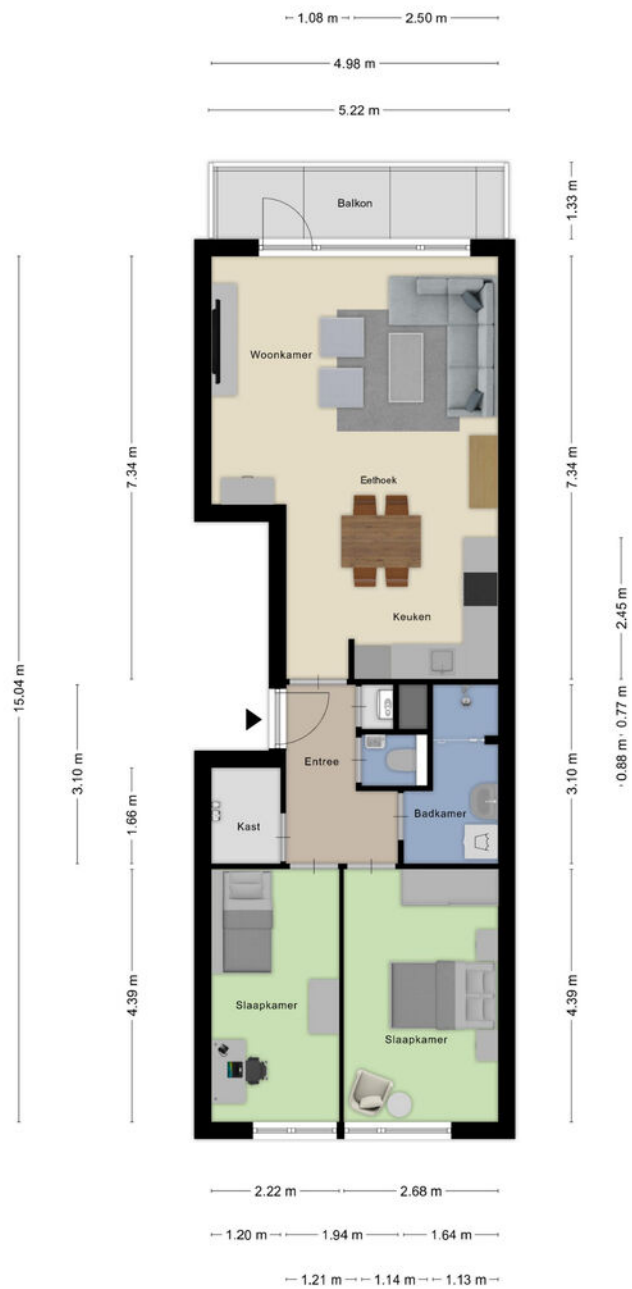 1.08 m
2.50 m
4.98 m
5.22 m
Balkon
1.33 m
Woonkamer
7.34 m
7.34 m
Eethoek
Keuken
2.45 m
15.04 m
3.10 m
Entree
3.10 m
0.77 m
0.88 m
1.66 m
Kast
Badkamer
4.39 m
Slaapkamer
Slaapkamer
4.39 m
2.22 m
2.68 m
1.20 m
1.94 m
1.64 m
1.21 m
1.14 m
1.13 m